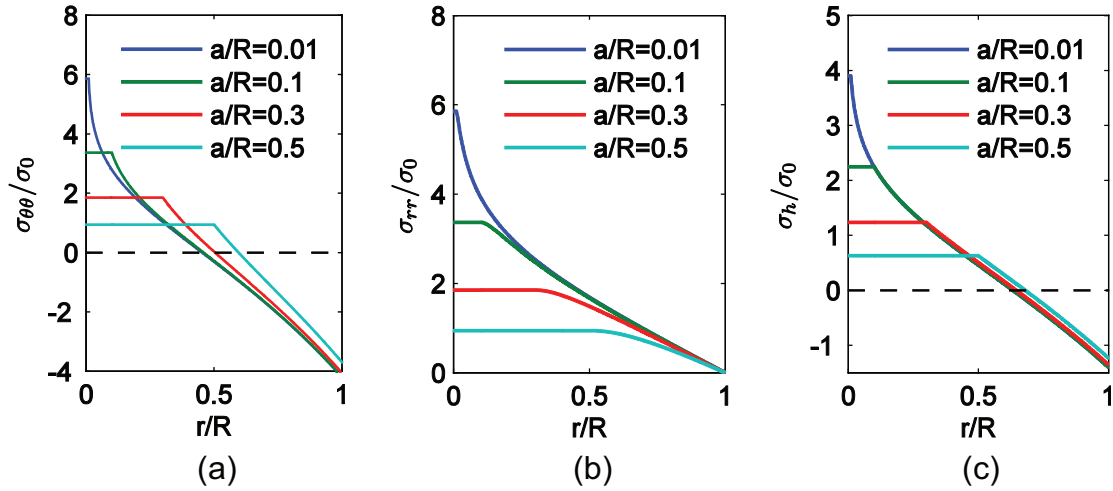 σθθ/σ0
8
6
4
2
0
-2
-4
a/R=0.01
a/R=0.1
a/R=0.3
a/R=0.5
0 0.5 1
r/R
(a)
σrr/σ0
8
6
4
2
0
a/R=0.01
a/R=0.1
a/R=0.3
a/R=0.5
0 0.5 1
r/R
(b)
σh/σ0
5
4
3
2
1
0
-1
a/R=0.01
a/R=0.1
a/R=0.3
a/R=0.5
0 0.5 1
r/R
(c)